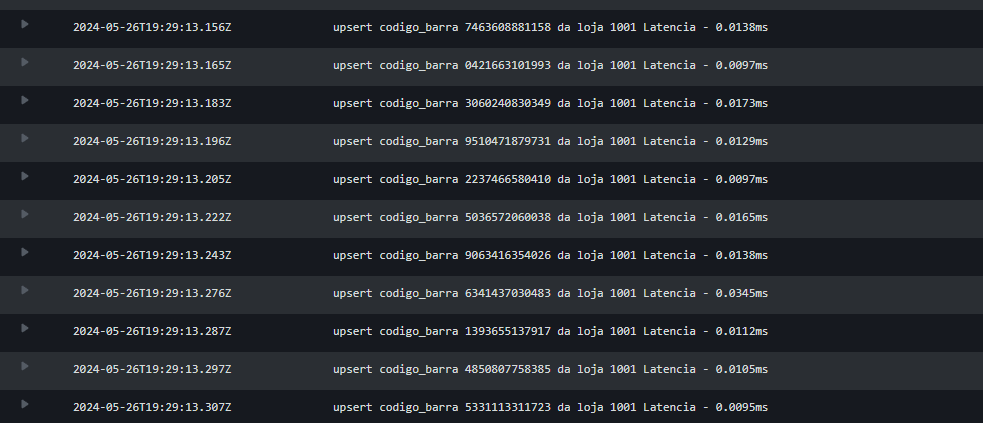 2024-05-26T19:29:13.156Z upsert codigo_barra 7463608881158 da loja 1001 Latencia - 0.0138ms
2024-05-26T19:29:13.165Z upsert codigo_barra 0421663101993 da loja 1001 Latencia - 0.0097ms
2024-05-26T19:29:13.183Z upsert codigo_barra 3060240830349 da loja 1001 Latencia - 0.0173ms
2024-05-26T19:29:13.196Z upsert codigo_barra 9510471879731 da loja 1001 Latencia - 0.0129ms
2024-05-26T19:29:13.205Z upsert codigo_barra 2237466580410 da loja 1001 Latencia - 0.0097ms
2024-05-26T19:29:13.222Z upsert codigo_barra 5036572060038 da loja 1001 Latencia - 0.0165ms
2024-05-26T19:29:13.243Z upsert codigo_barra 9063416354026 da loja 1001 Latencia - 0.0138ms
2024-05-26T19:29:13.276Z upsert codigo_barra 6341437030483 da loja 1001 Latencia - 0.0345ms
2024-05-26T19:29:13.287Z upsert codigo_barra 1393655137917 da loja 1001 Latencia - 0.0112ms
2024-05-26T19:29:13.297Z upsert codigo_barra 4850807758385 da loja 1001 Latencia - 0.0105ms
2024-05-26T19:29:13.307Z upsert codigo_barra 5331113311723 da loja 1001 Latencia - 0.0095ms